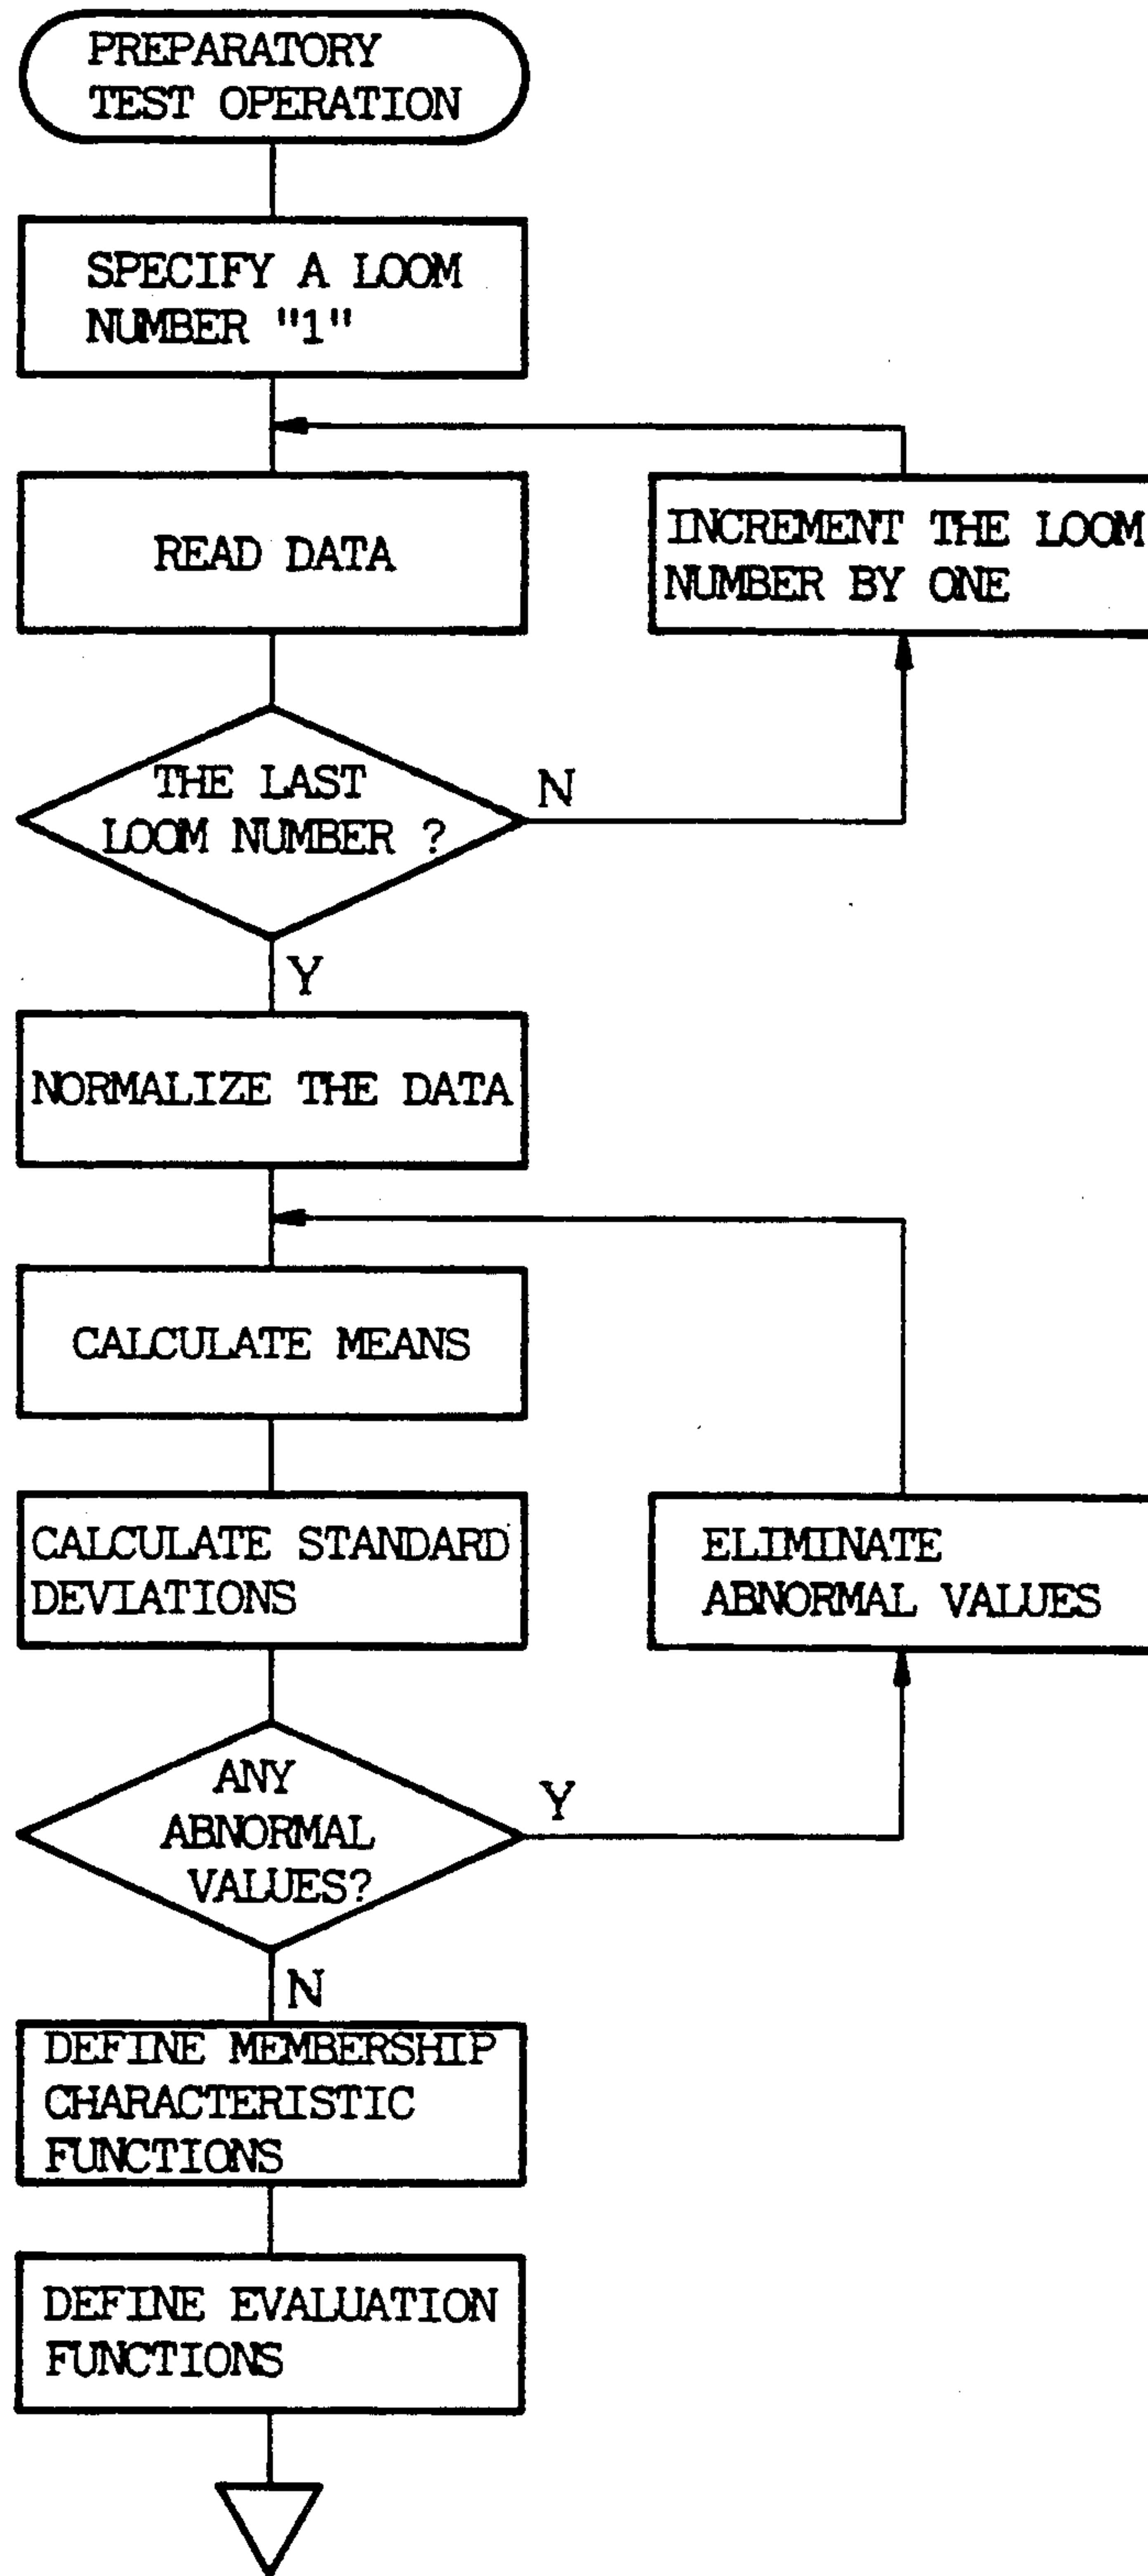 PREPARATORY
TEST OPERATION
SPECIFY A LOOM
NUMBER "1"
READ DATA
INCREMENT THE LOOM
NUMBER BY ONE
THE LAST
LOOM NUMBER ?
N
Y
NORMALIZE THE DATA
CALCULATE MEANS
CALCULATE STANDARD
DEVIATIONS
ELIMINATE
ABNORMAL VALUES
ANY
ABNORMAL
VALUES?
Y
N
DEFINE MEMBERSHIP
CHARACTERISTIC
FUNCTIONS
DEFINE EVALUATION
FUNCTIONS